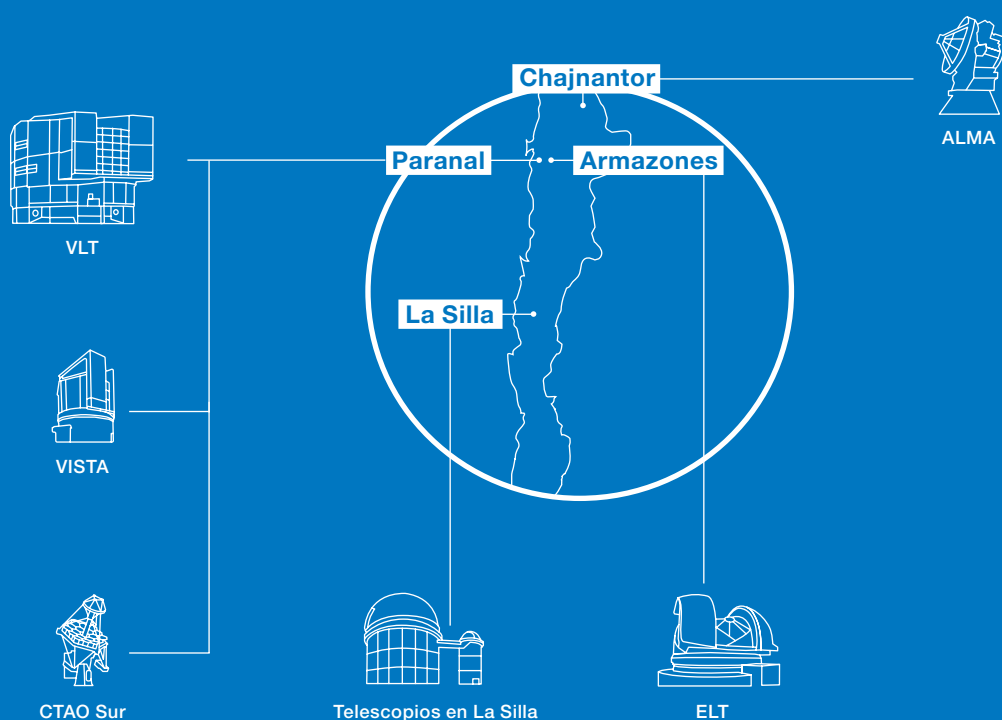 Chajnantor
ALMA
Paranal
Armazones
VLT
La Silla
VISTA
CTAO Sur
Telescopios en La Silla
ELT